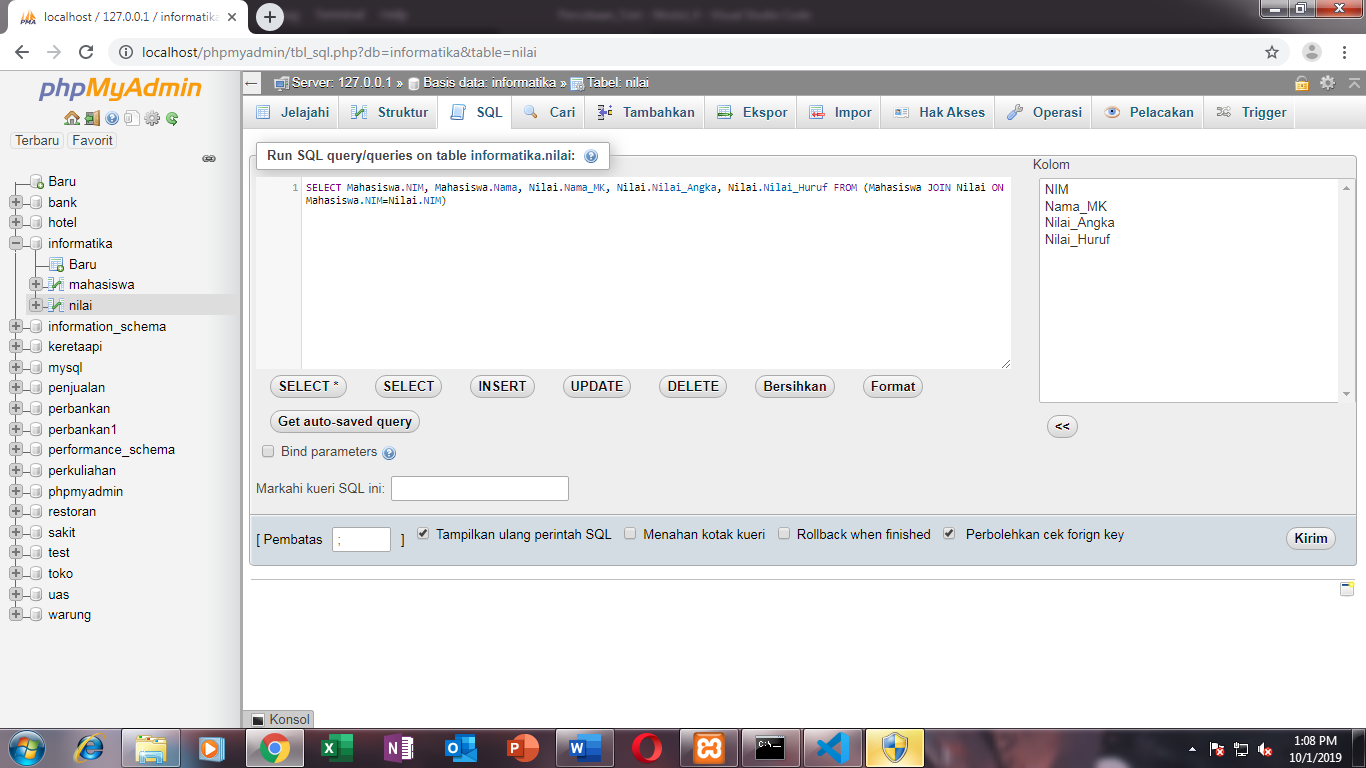 localhost / 127.0.0.1 / informatika
localhost/phpmyadmin/tbl_sql.php?db=informatika&table=nilai
phpMyAdmin
Terbaru Favorit
Baru
bank
hotel
informatika
Baru
mahasiswa
nilai
information_schema
keretaapi
mysql
penjualan
perbankan
perbankan1
performance_schema
perkuliahan
phpmyadmin
restoran
sakit
test
toko
uas
warung
Server: 127.0.0.1 » Basis data: informatika » Tabel: nilai
Jelajahi Struktur SQL Cari Tambahkan Ekspor Impor Hak Akses Operasi Pelacakan Trigger
Run SQL query/queries on table informatika.nilai:
1 SELECT Mahasiswa.NIM, Mahasiswa.Nama, Nilai.Nama_MK, Nilai.Nilai_Angka, Nilai.Nilai_Huruf FROM (Mahasiswa JOIN Nilai ON
Mahasiswa.NIM=Nilai.NIM)
Kolom
NIM
Nama_MK
Nilai_Angka
Nilai_Huruf
<<
SELECT * SELECT INSERT UPDATE DELETE Bersihkan Format
Get auto-saved query
Bind parameters
Markahi kueri SQL ini:
[ Pembatas ; ] Tampilkan ulang perintah SQL Menahan kotak kueri Rollback when finished Perbolehkan cek forign key Kirim
Konsol
1:08 PM
10/1/2019